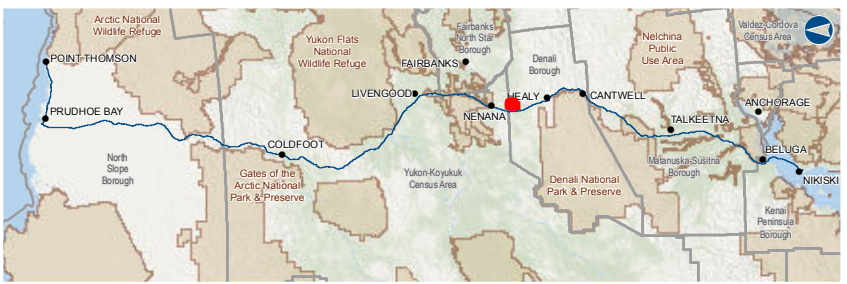 Arctic National
Wildlife Refuge
POINT THOMSON
PRUDHOE BAY
North
Slope
Borough
COLDFOOT
Gates of the
Arctic National
Park & Preserve
Yukon Flats
National
Wildlife Refuge
LIVENGOOD
Yukon-Koyukuk
Census Area
Fairbanks
North Star
Borough
FAIRBANKS
NENANA
HEALY
Denali
Borough
CANTWELL
Denali National
Park & Preserve
Nelchina
Public
Use Area
TALKEETNA
Matanuska-Susitna
Borough
Valdez-Cordova
Census Area
ANCHORAGE
BELUGA
NIKISKI
Kenai
Peninsula
Borough